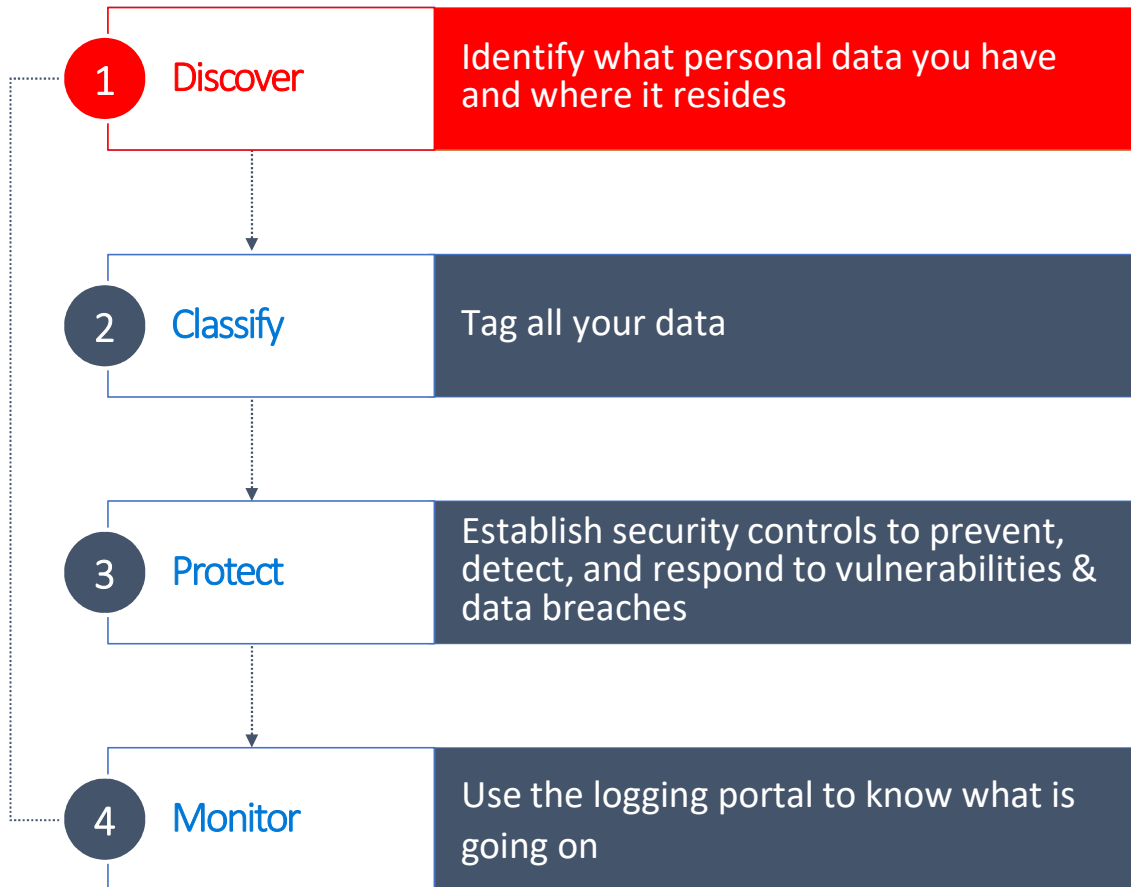 1
Discover
Identify what personal data you have
and where it resides
2
Classify
Tag all your data
3
Protect
Establish security controls to prevent,
detect, and respond to vulnerabilities &
data breaches
4
Monitor
Use the logging portal to know what is
going on